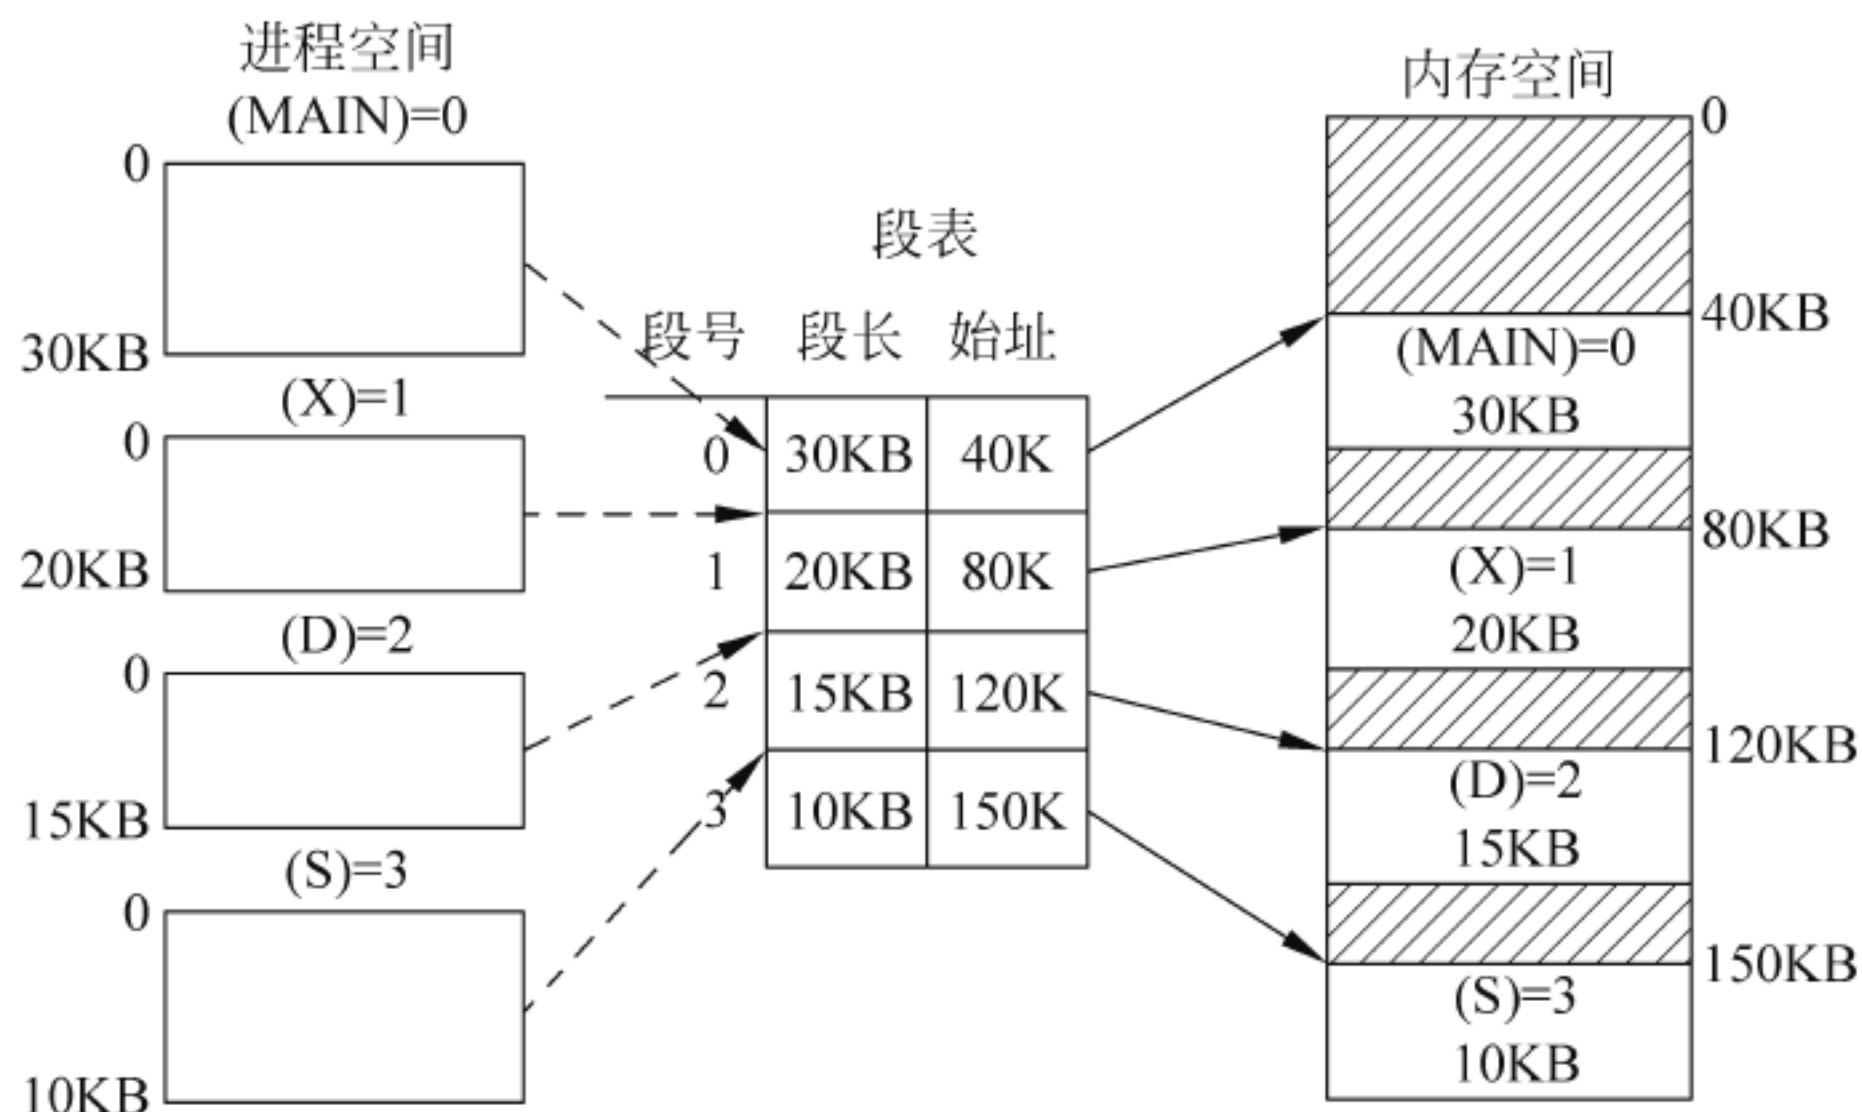 进程空间
(MAIN)=0
0
30KB
(X)=1
0
20KB
(D)=2
0
15KB
(S)=3
0
10KB
段表
段号 段长 始址
0 30KB 40K
1 20KB 80K
2 15KB 120K
3 10KB 150K
内存空间
0
40KB
(MAIN)=0
30KB
80KB
(X)=1
20KB
120KB
(D)=2
15KB
150KB
(S)=3
10KB